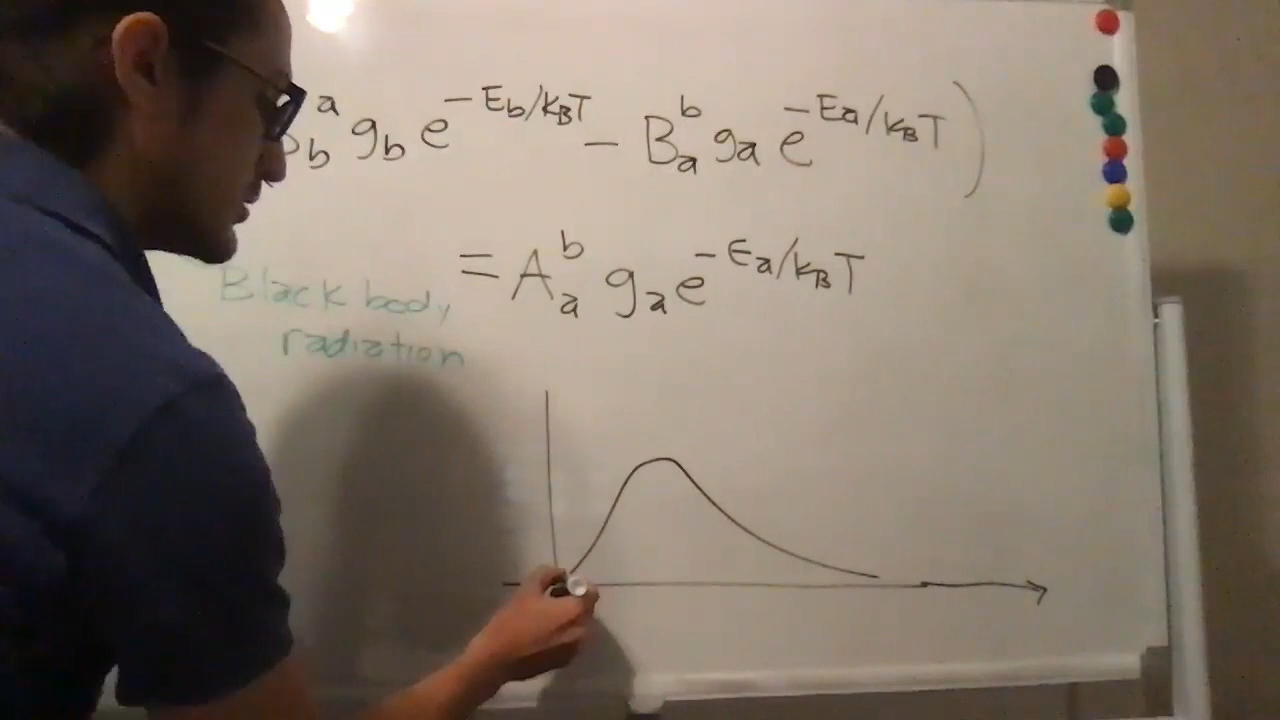 B_b^a g_b e^{-E_b/k_BT} - B_a^b g_a e^{-E_a/k_BT} )
= A_a^b g_a e^{-E_a/k_BT}
Black body
radiation